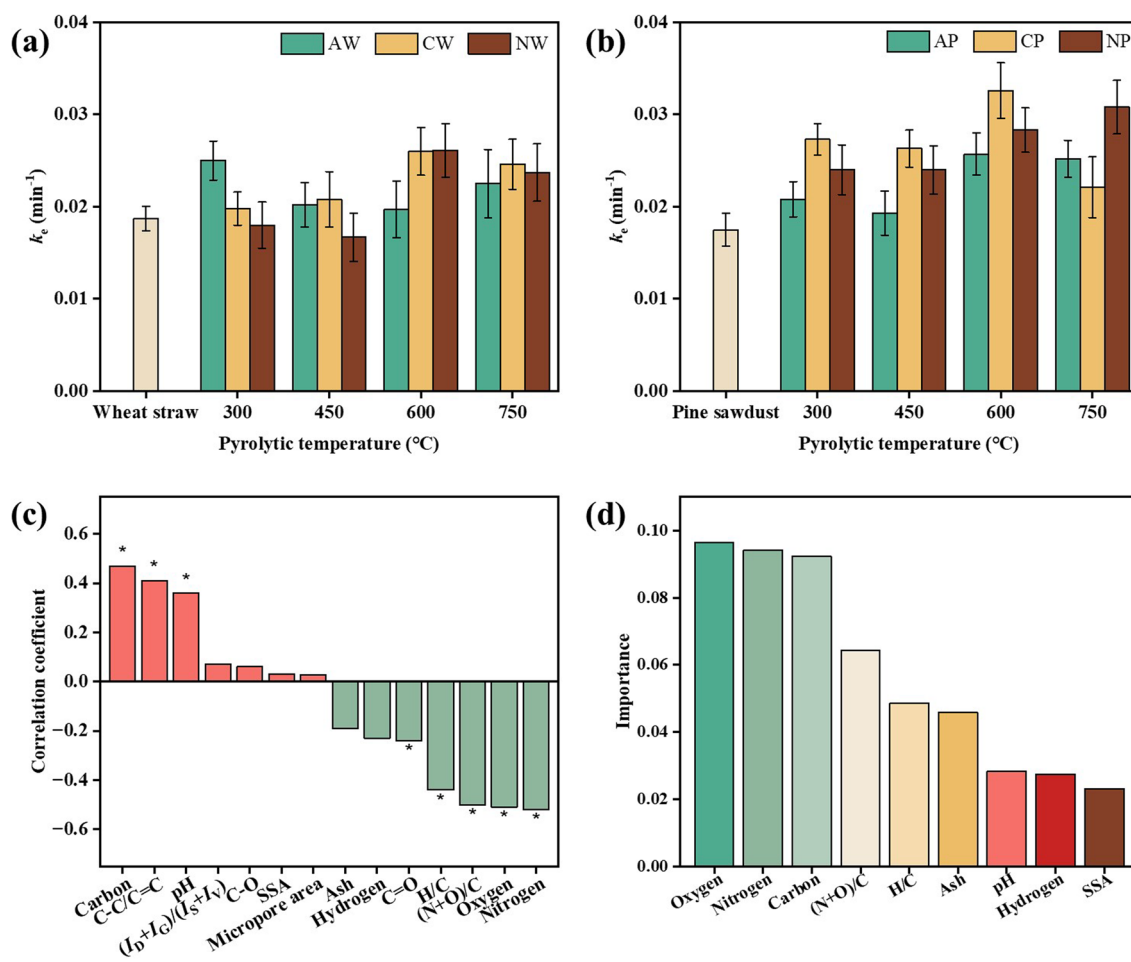 (a)
AW CW NW
0.04
0.03
0.02
0.01
0.00
ke (min⁻¹)
Wheat straw 300 450 600 750
Pyrolytic temperature (°C)
(b)
AP CP NP
0.04
0.03
0.02
0.01
0.00
ke (min⁻¹)
Pine sawdust 300 450 600 750
Pyrolytic temperature (°C)
(c)
0.6
0.4
0.2
0.0
−0.2
−0.4
−0.6
Correlation coefficient
* * *
* * * * *
Carbon
C-C/C=C
pH
(ID+IG)/(IS+IV)
C-O
SSA
Micropore area
Ash
Hydrogen
C=O
H/C
(N+O)/C
Oxygen
Nitrogen
(d)
0.10
0.08
0.06
0.04
0.02
0.00
Importance
Oxygen
Nitrogen
Carbon
(N+O)/C
H/C
Ash
pH
Hydrogen
SSA